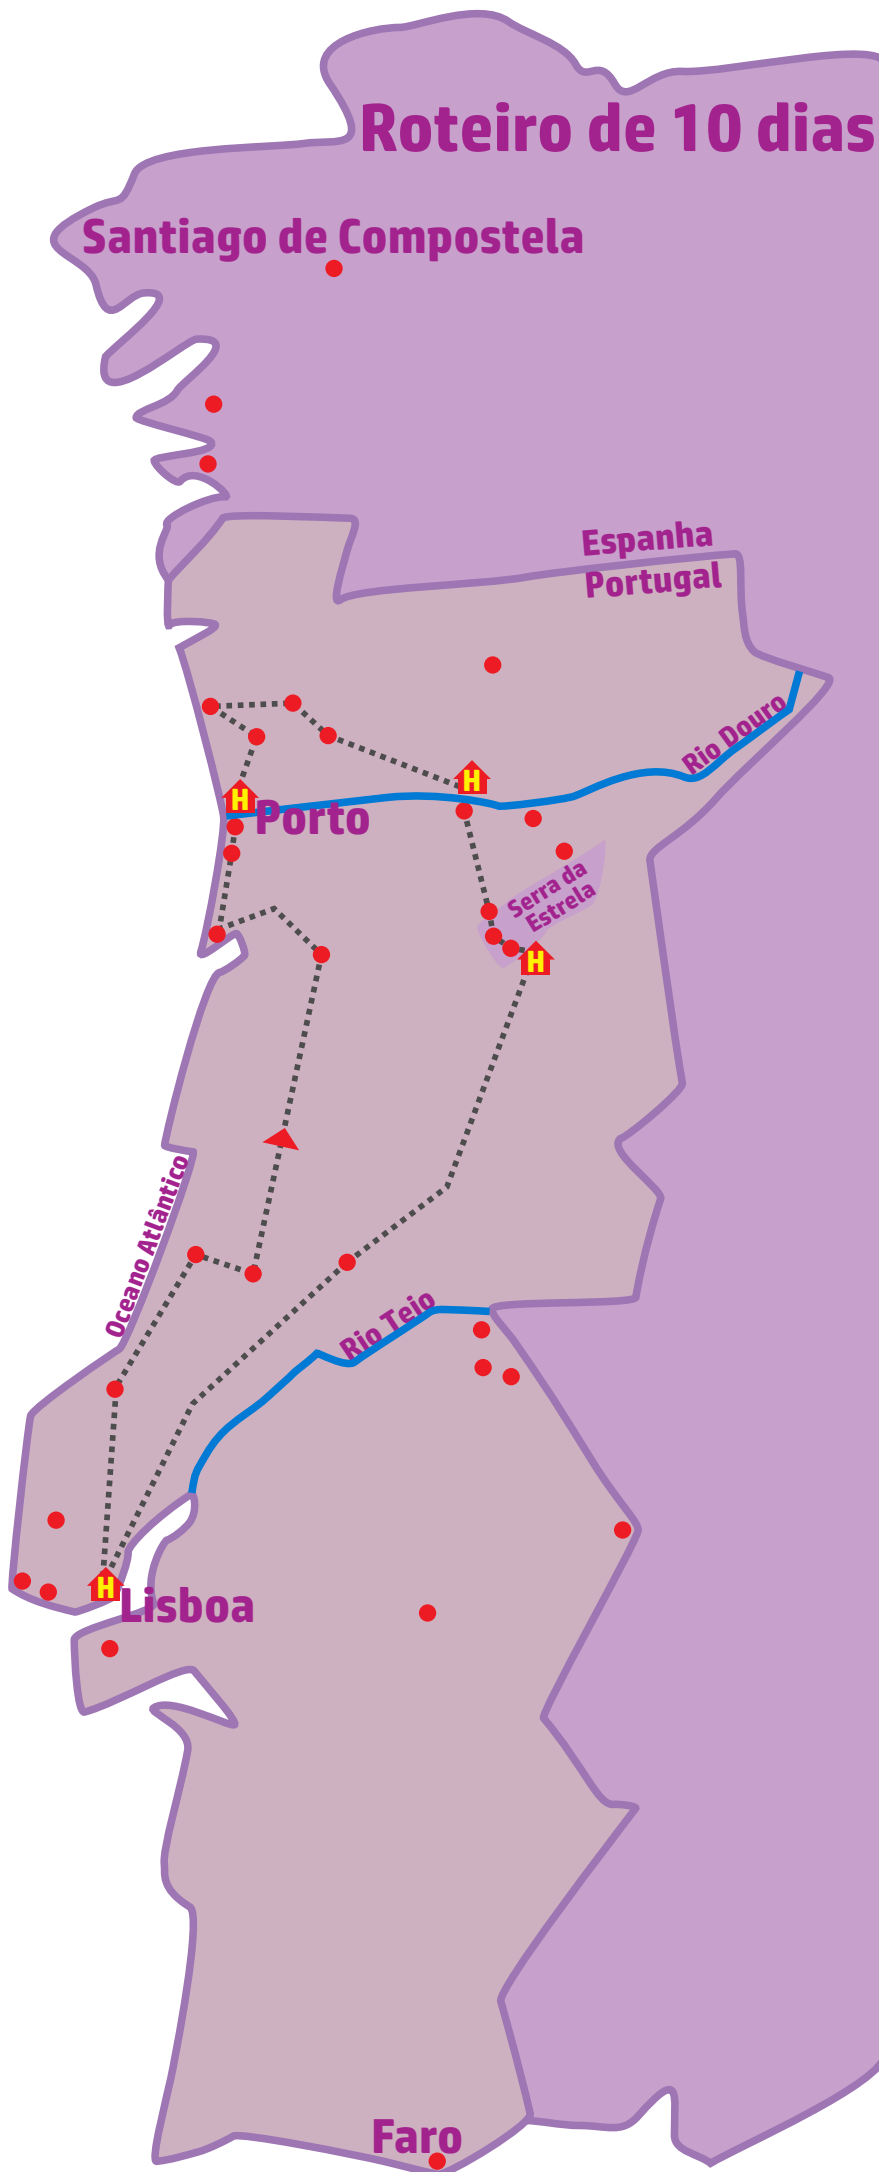 Roteiro de 10 dias
Santiago de Compostela
Espanha
Portugal
Rio Douro
H
H
Porto
Serra da
Estrela
H
Oceano Atlântico
Rio Tejo
H
Lisboa
Faro